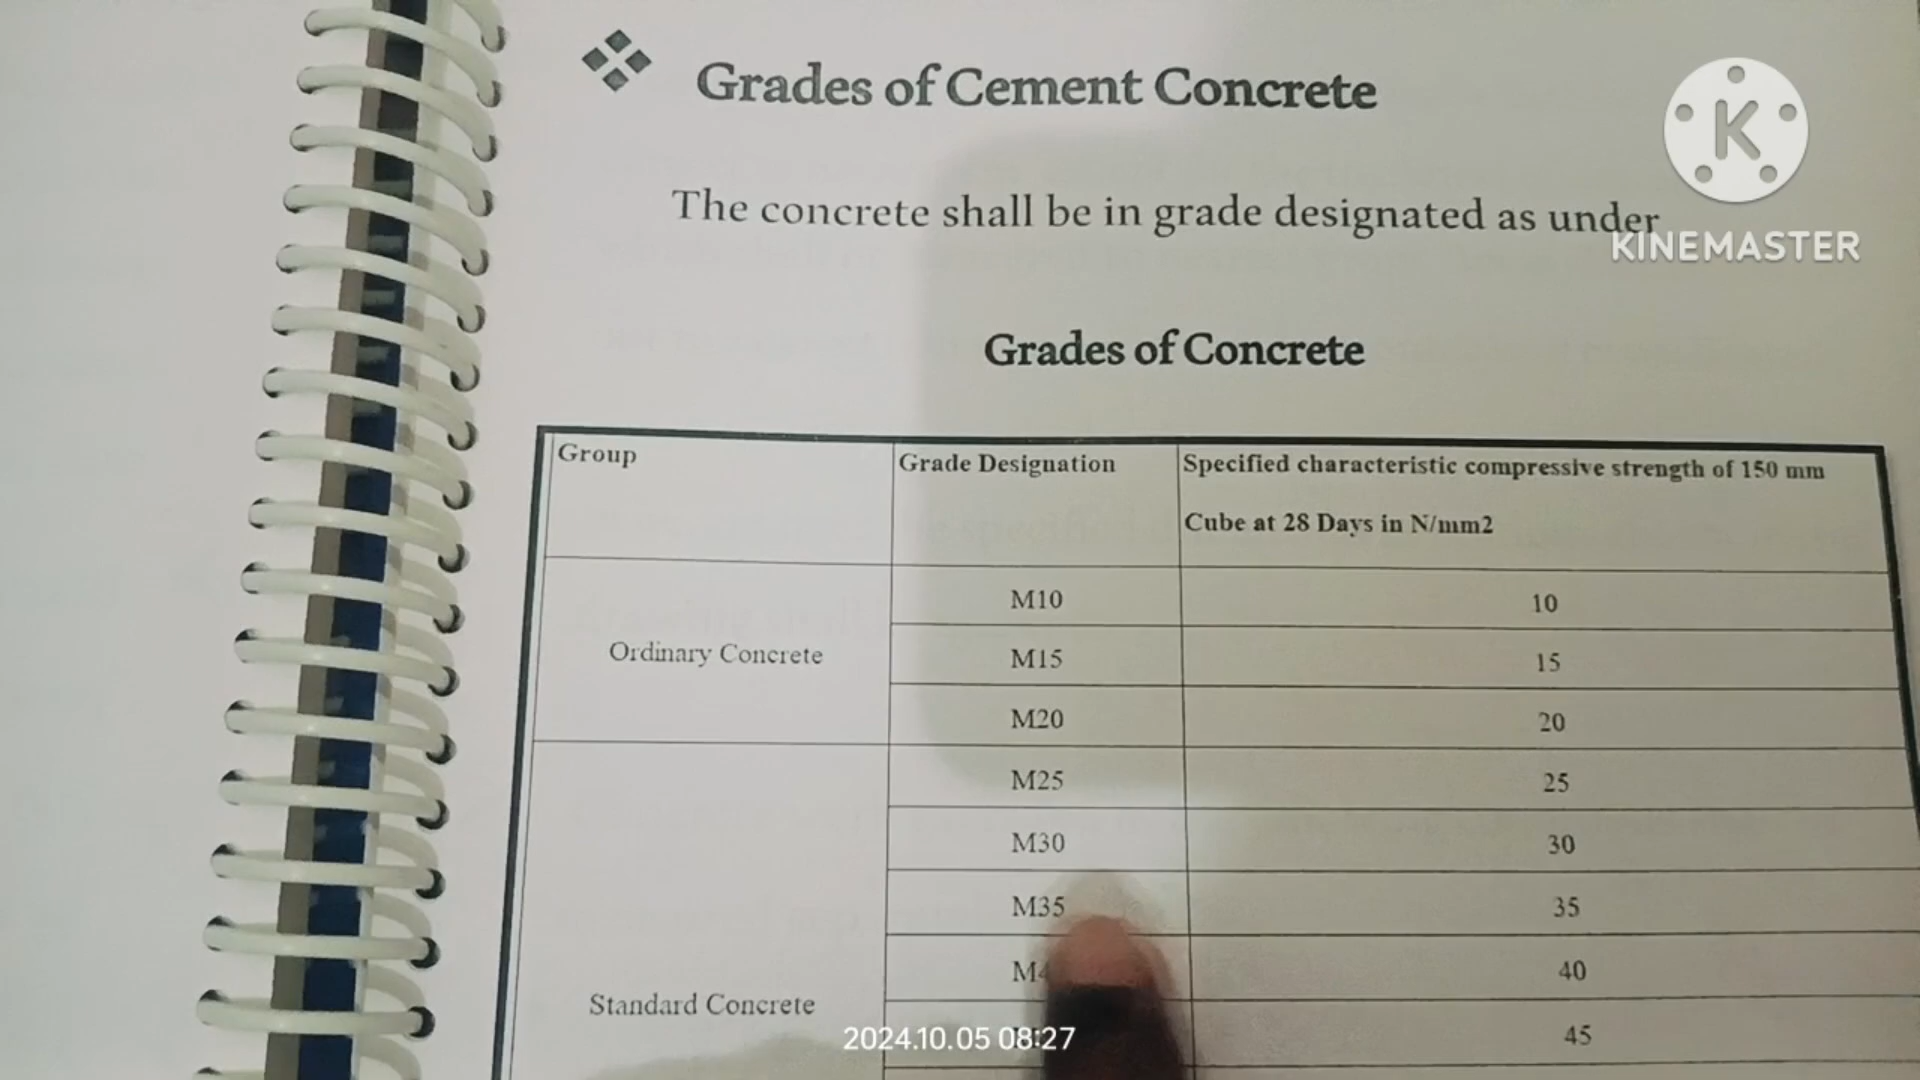 Grades of Cement Concrete
K
KINEMASTER
The concrete shall be in grade designated as under
Grades of Concrete
Group
Grade Designation
Specified characteristic compressive strength of 150 mm
Cube at 28 Days in N/mm2
Ordinary Concrete
M10
10
M15
15
M20
20
Standard Concrete
M25
25
M30
30
M35
35
40
45
2024.10.05 08:27